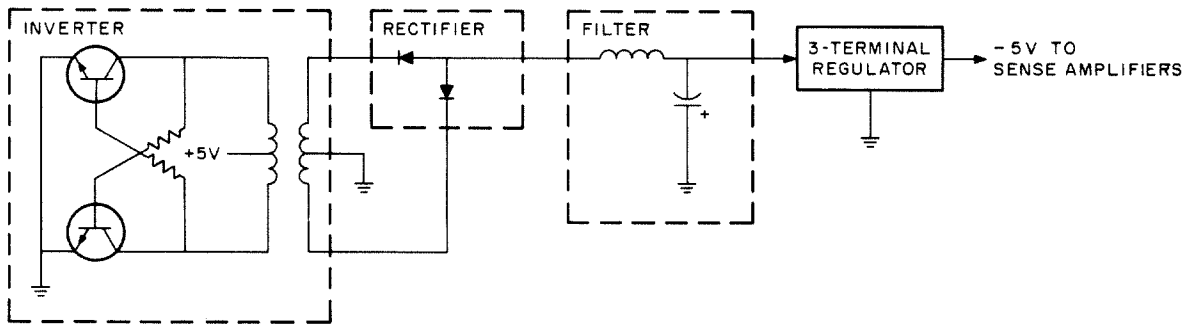 INVERTER
RECTIFIER
FILTER
3-TERMINAL
REGULATOR
-5V TO
SENSE AMPLIFIERS
+5V
+